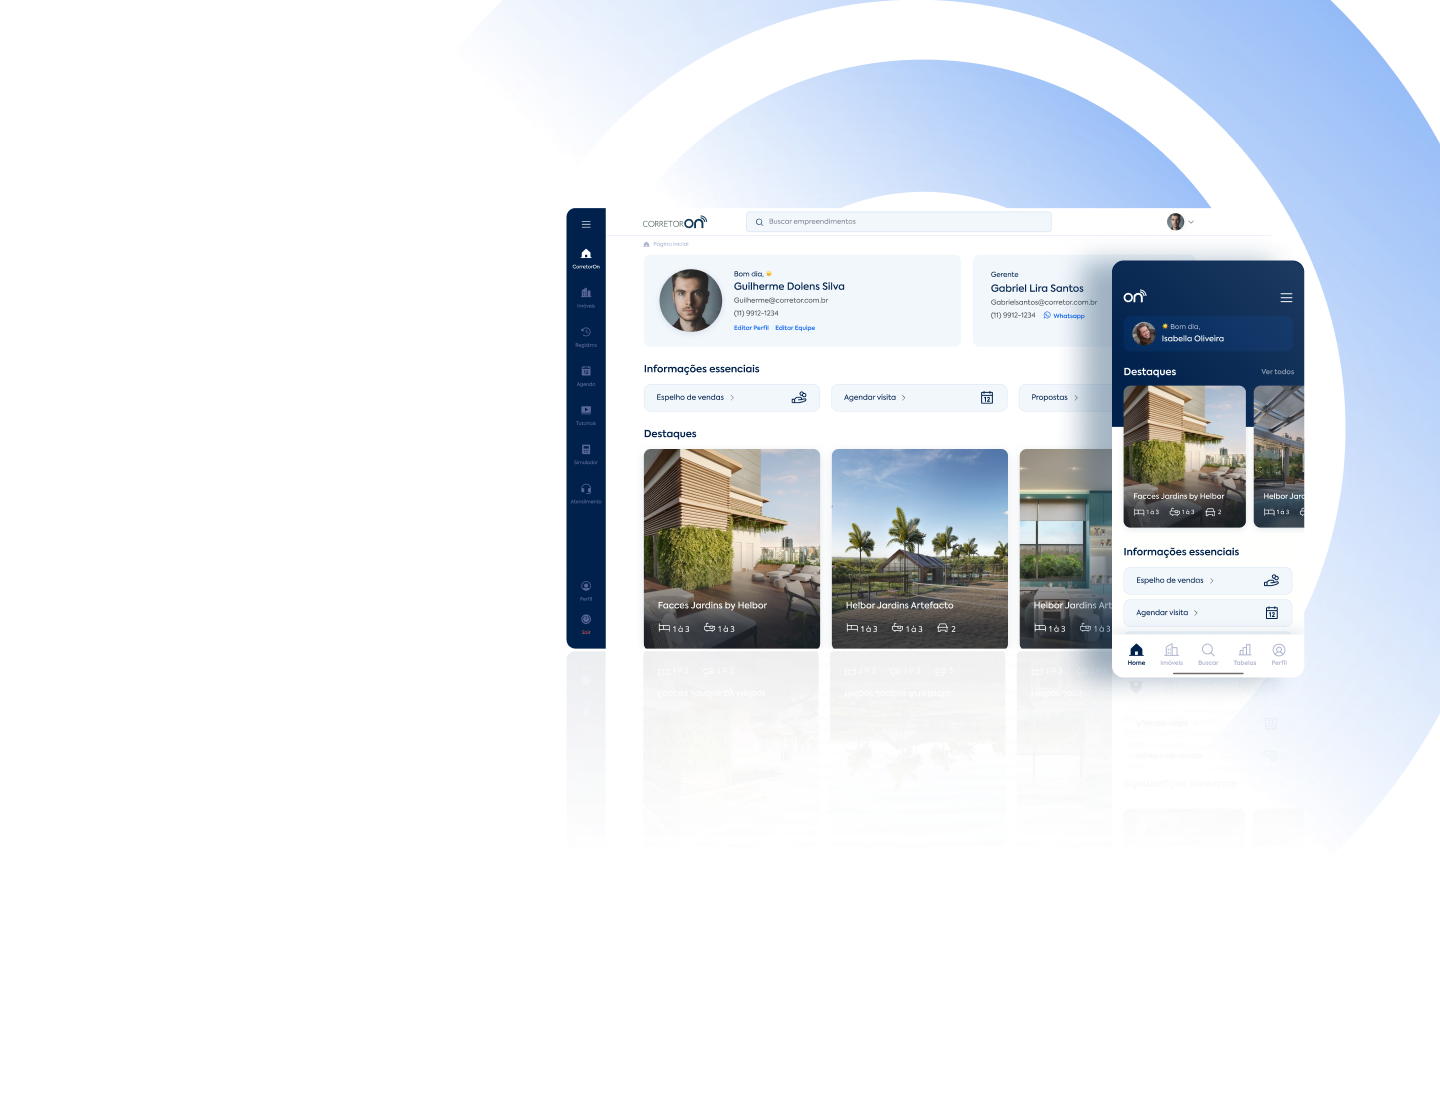 CORRETOR on
Buscar empreendimentos
Página inicial
CorretorOn
Imóveis
Registros
Agenda
Tutoriais
Simulador
Atendimento
Perfil
Sair
Bom dia,
Guilherme Dolens Silva
Guilherme@corretor.com.br
(11) 9912-1234
Editar Perfil Editar Equipe
Gerente
Gabriel Lira Santos
Gabrielsantos@corretor.com.br
(11) 9912-1234 Whatsapp
Informações essenciais
Espelho de vendas
Agendar visita
12
Propostas
Destaques
Facces Jardins by Helbor
1 à 3 1 à 3
Helbor Jardins Artefacto
1 à 3 1 à 3 2
Helbor Jardins Art
1 à 3 1 à 3
on
Bom dia,
Isabella Oliveira
Destaques
Ver todos
Facces Jardins by Helbor
1 à 3 1 à 3 2
Helbor Jard
1 à 3
Informações essenciais
Espelho de vendas
Agendar visita
12
Home Imóveis Buscar Tabelas Perfil